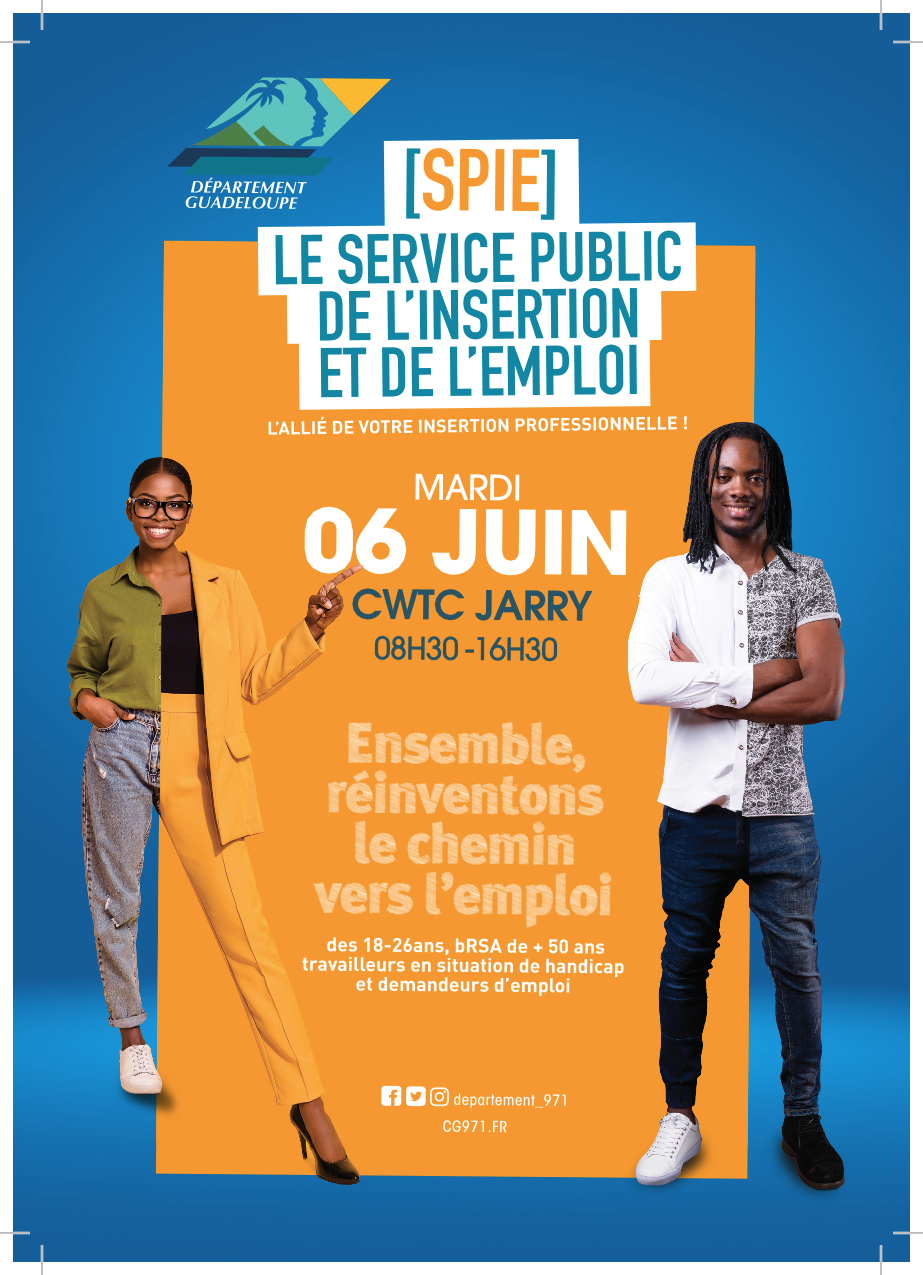 DÉPARTEMENT
GUADELOUPE
[SPIE]
LE SERVICE PUBLIC
DE L'INSERTION
ET DE L'EMPLOI
L'ALLIÉ DE VOTRE INSERTION PROFESSIONNELLE !
MARDI
06 JUIN
CWTC JARRY
08H30 -16H30
Ensemble,
réinventons
le chemin
vers l'emploi
des 18-26ans, bRSA de + 50 ans
travailleurs en situation de handicap
et demandeurs d'emploi
departement_971
CG971.FR